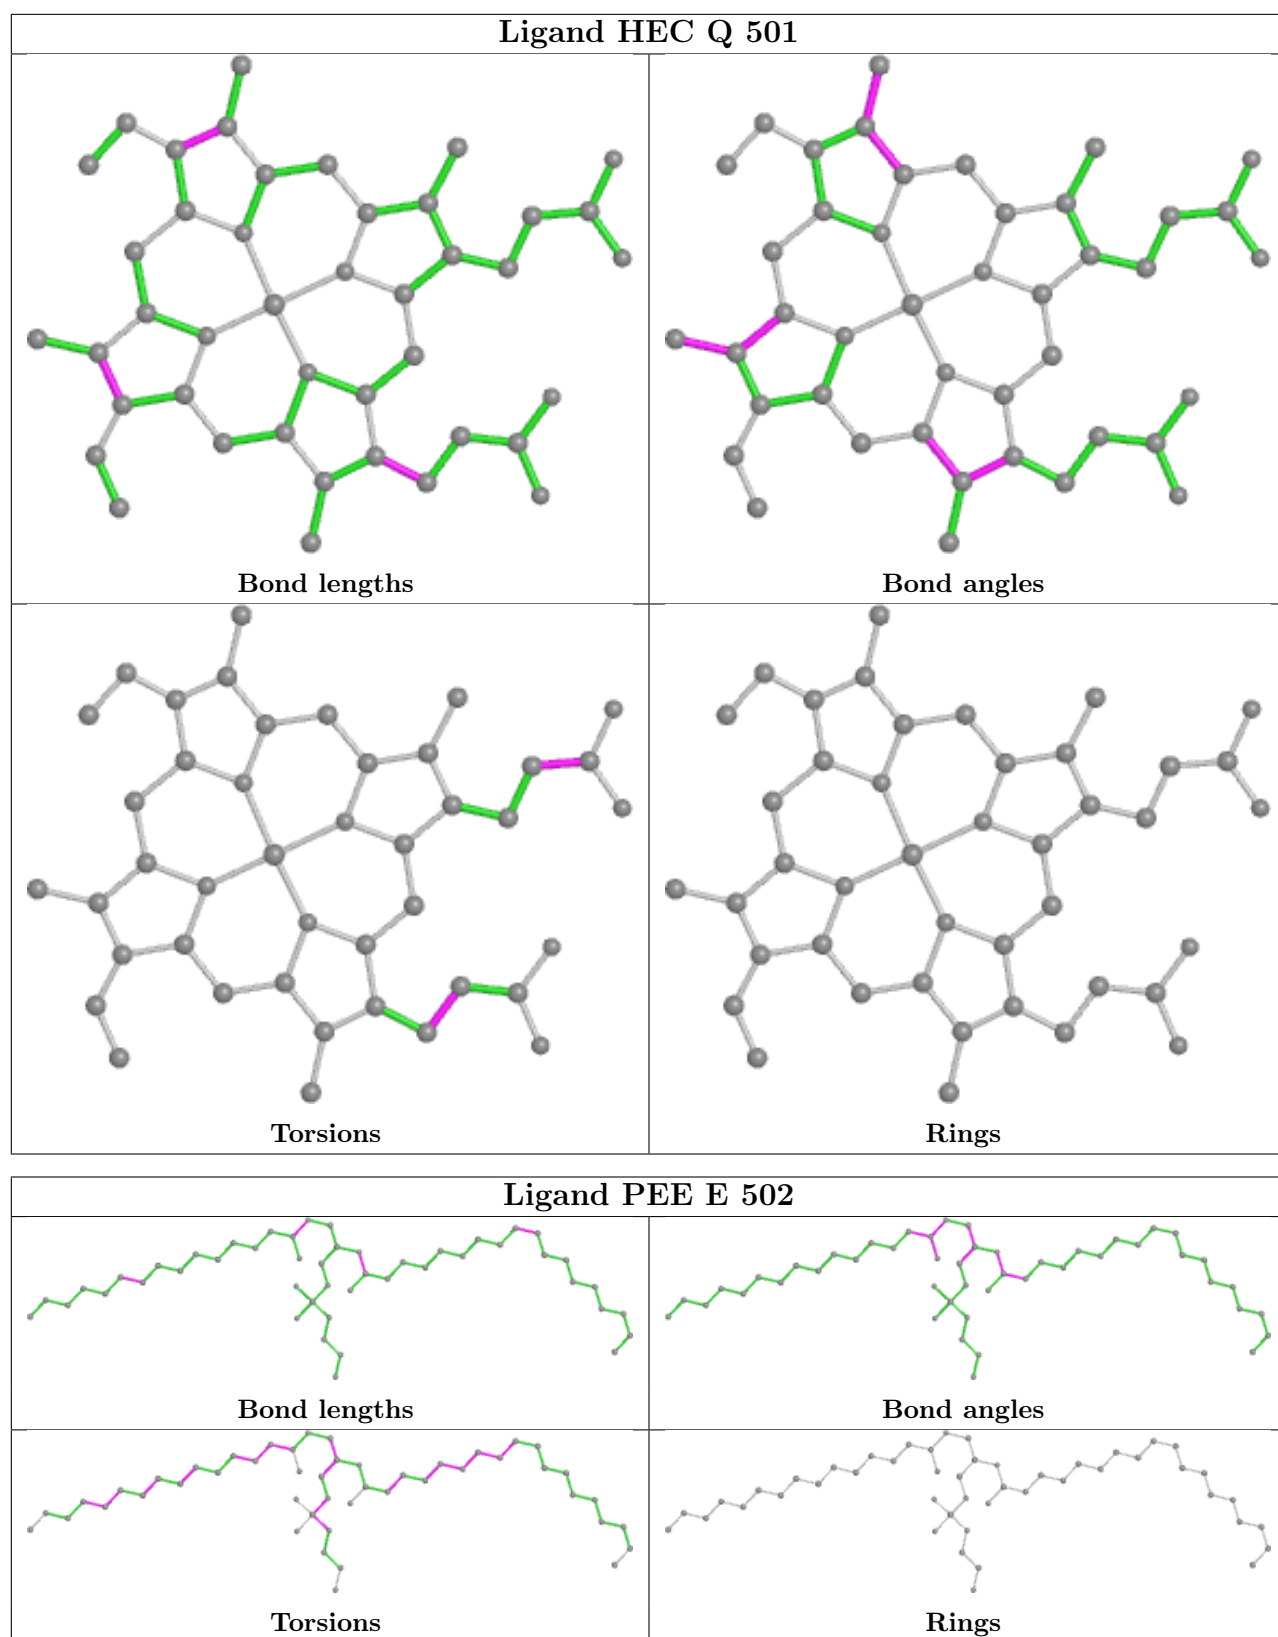 Ligand HEC Q 501
Bond lengths
Bond angles
Torsions
Rings
Ligand PEE E 502
Bond lengths
Bond angles
Torsions
Rings